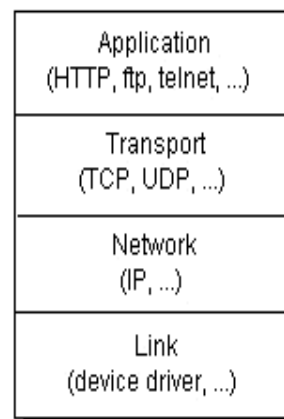 Application
(HTTP, ftp, telnet, ...)
Transport
(TCP, UDP, ...)
Network
(IP, ...)
Link
(device driver, ...)